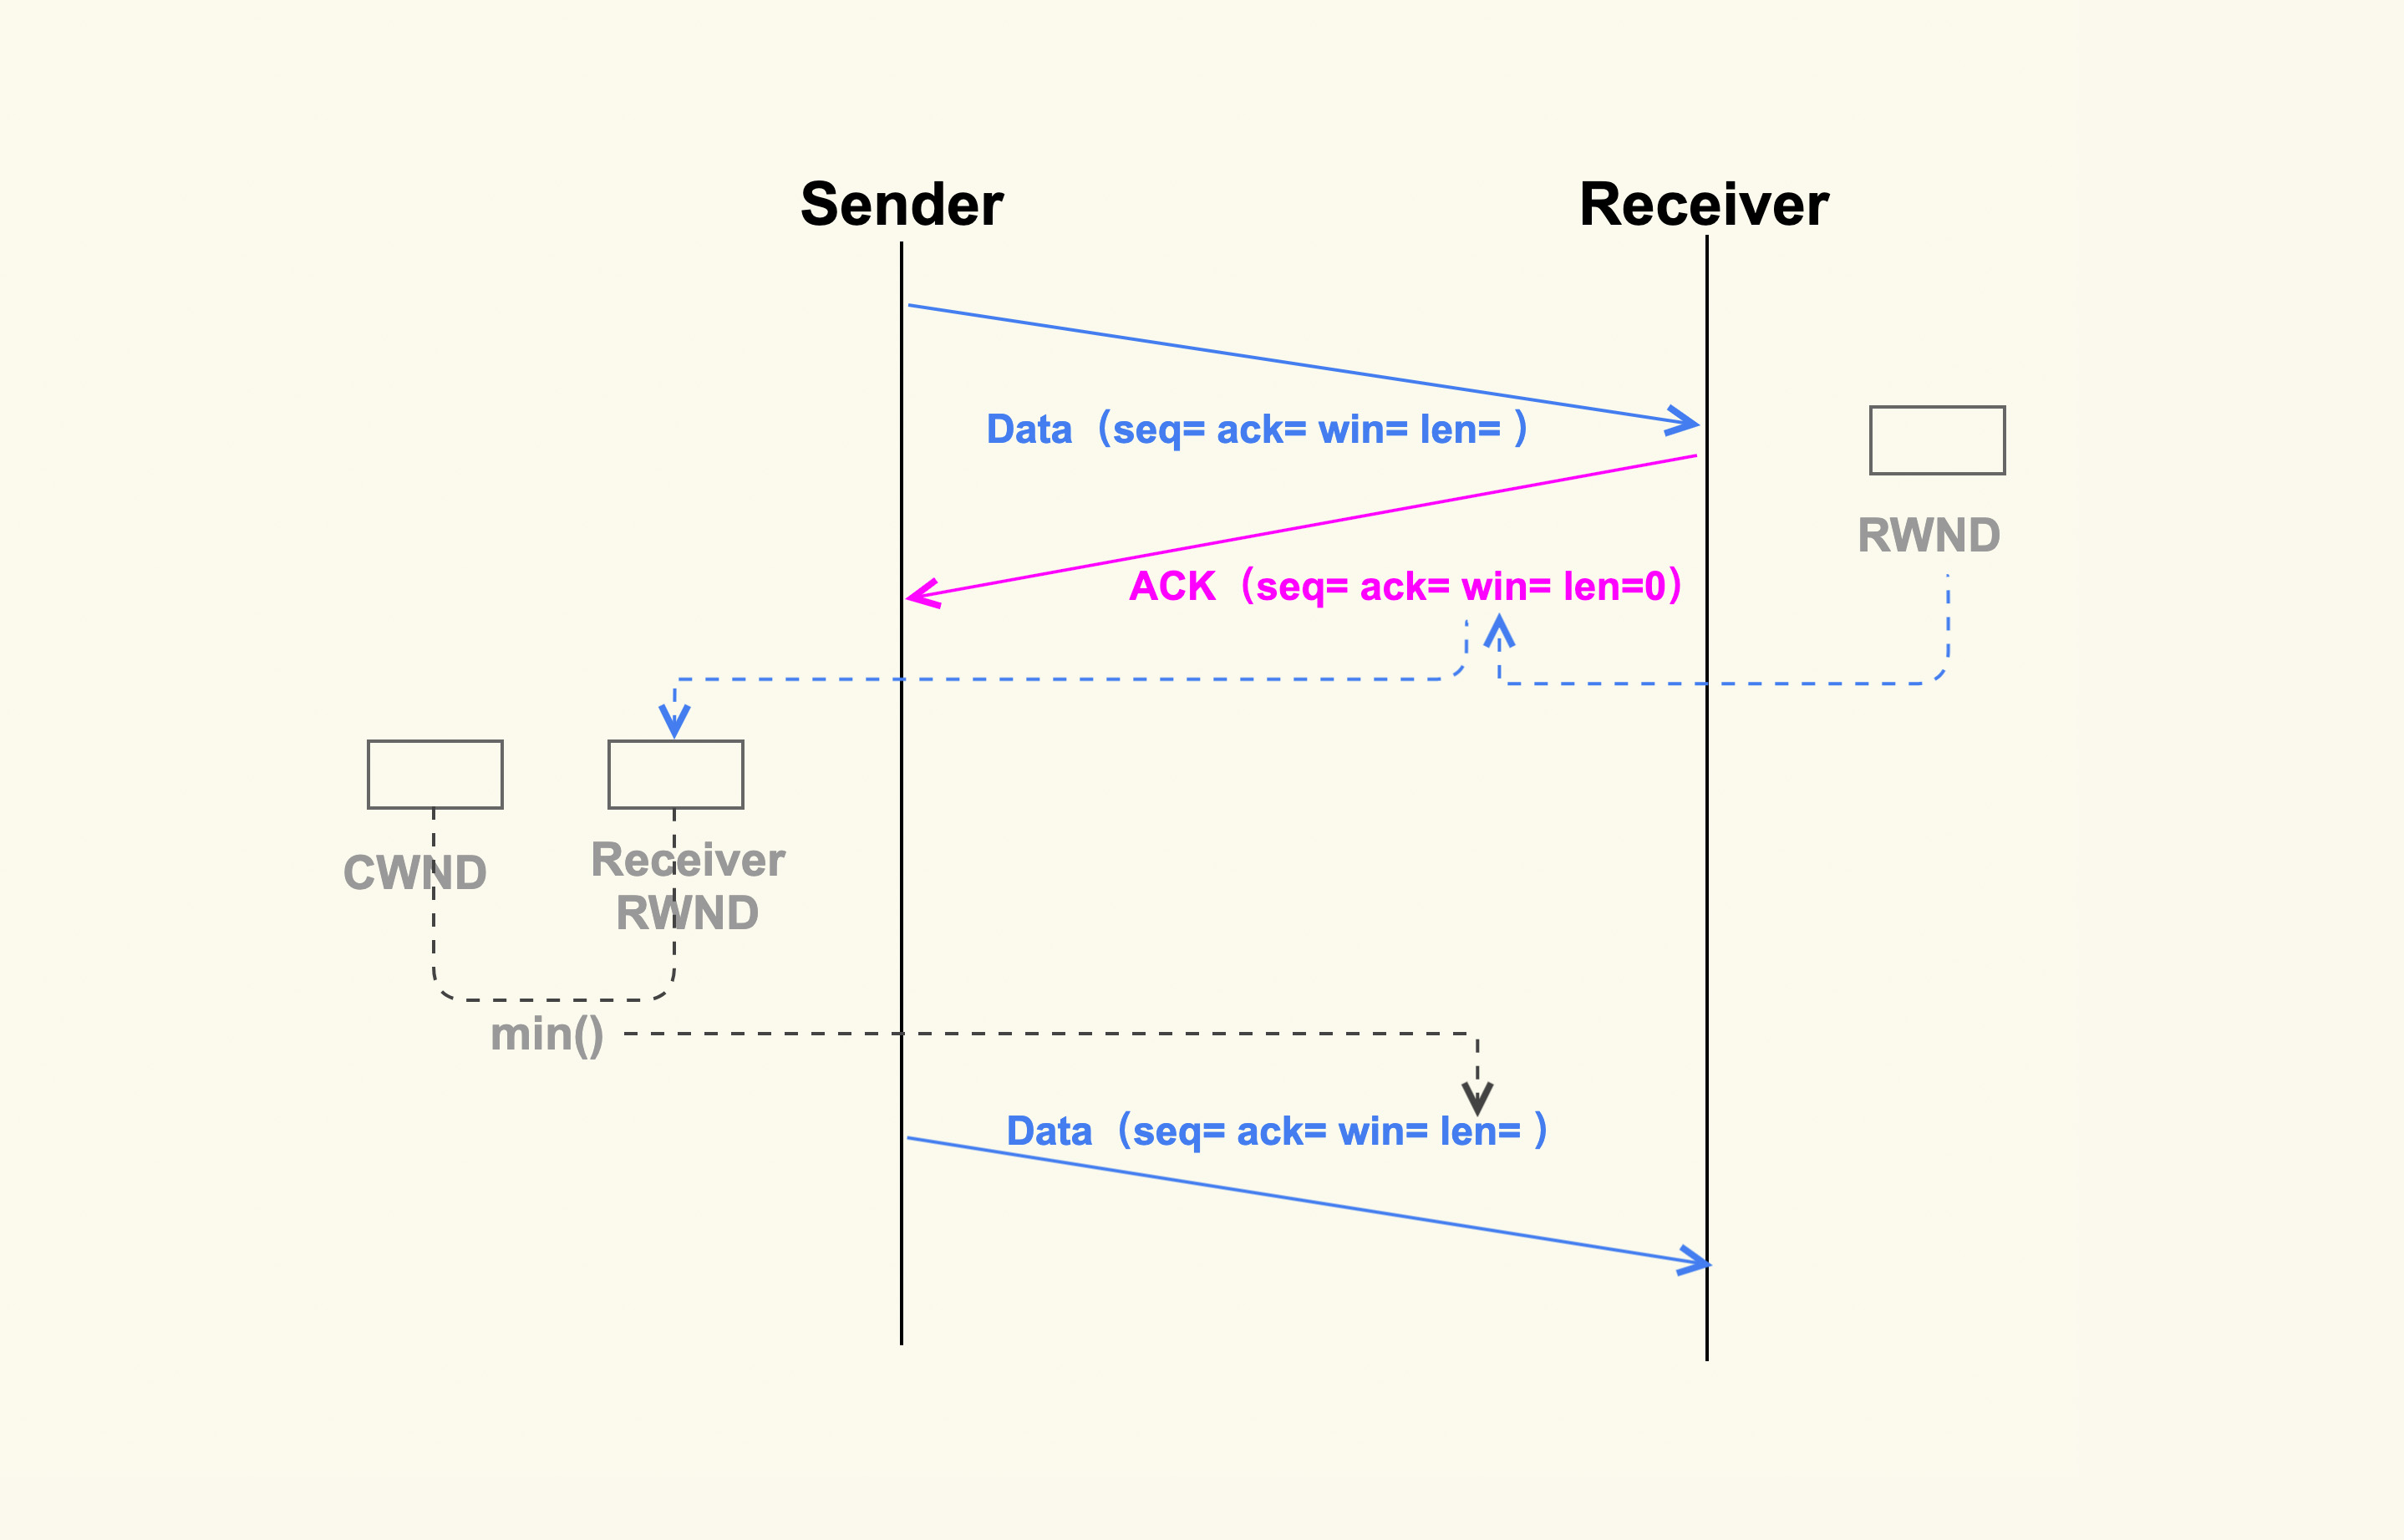 Sender
Receiver
Data（seq= ack= win= len= ）
RWND
ACK（seq= ack= win= len=0）
CWND
Receiver
RWND
min()
Data（seq= ack= win= len= ）